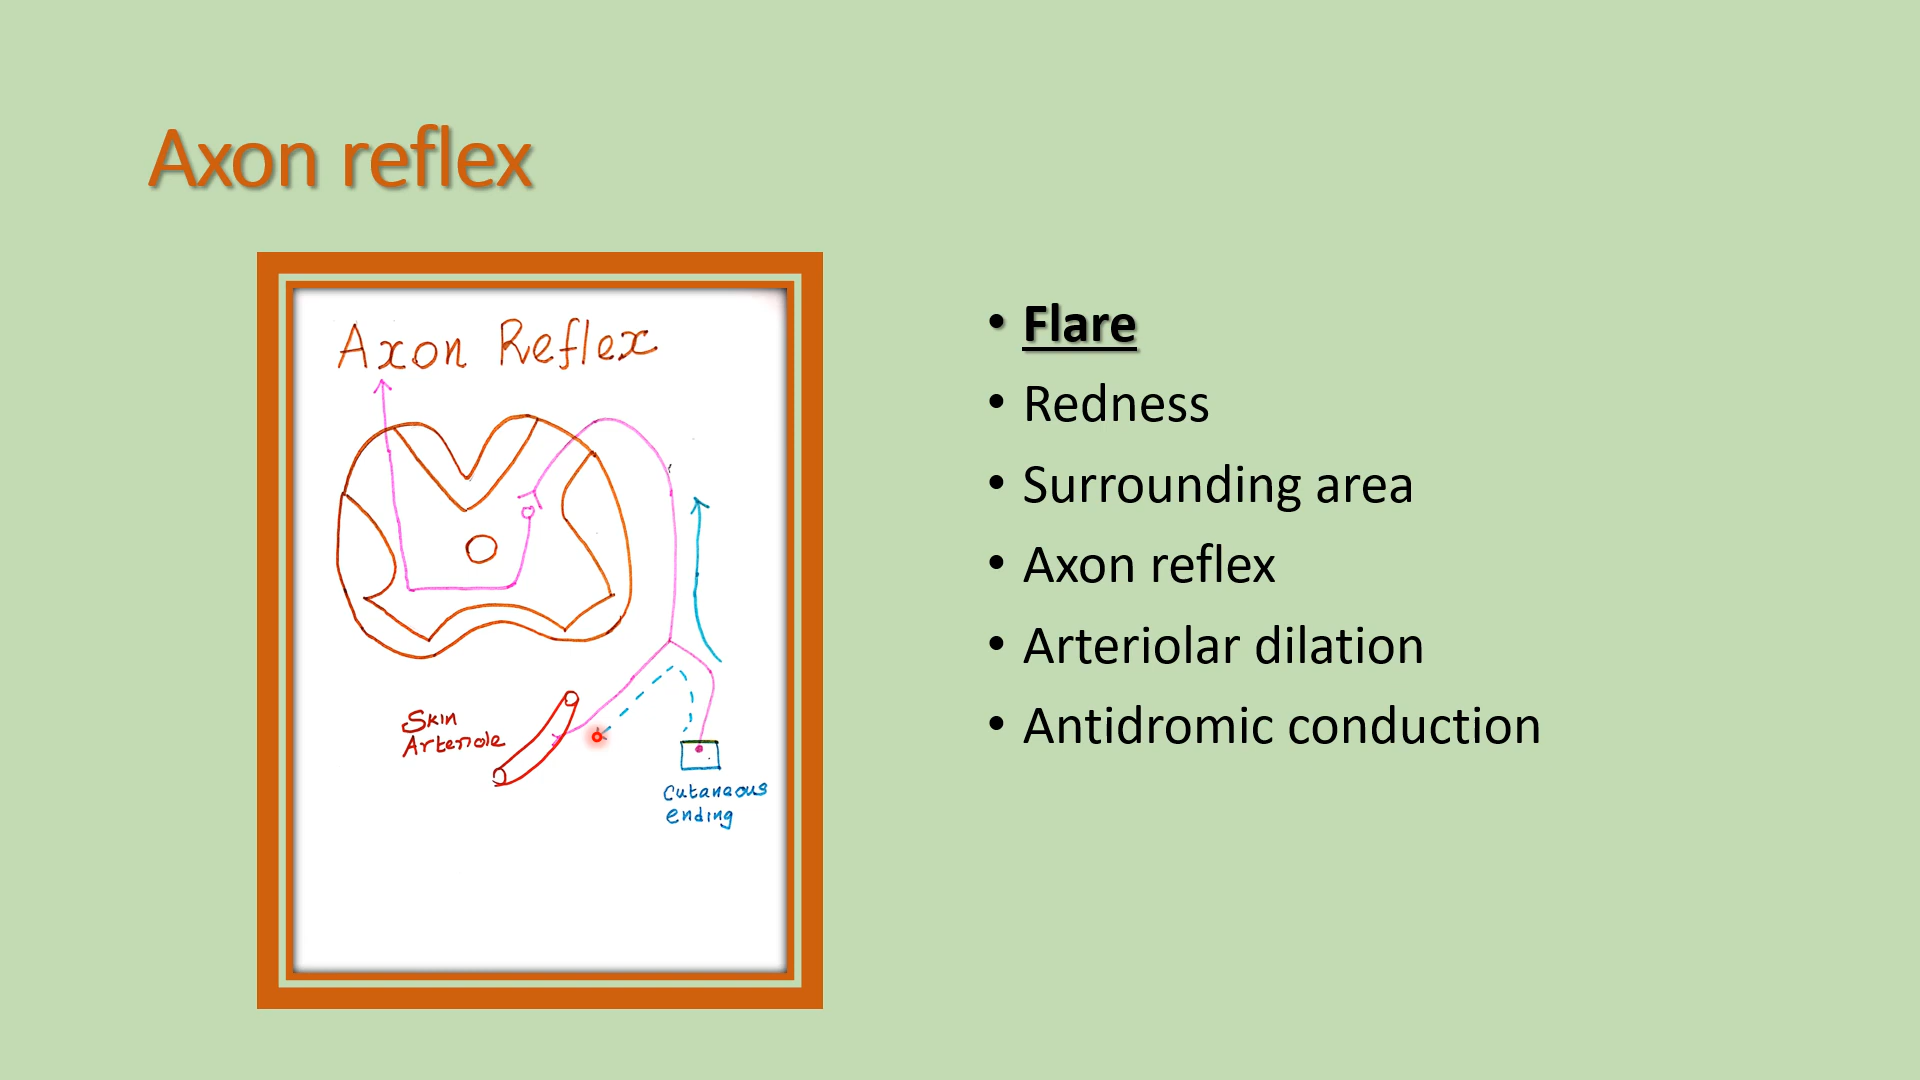 Axon reflex
Axon Reflex
Skin
Arteriole
Cutaneous
ending
• Flare
• Redness
• Surrounding area
• Axon reflex
• Arteriolar dilation
• Antidromic conduction